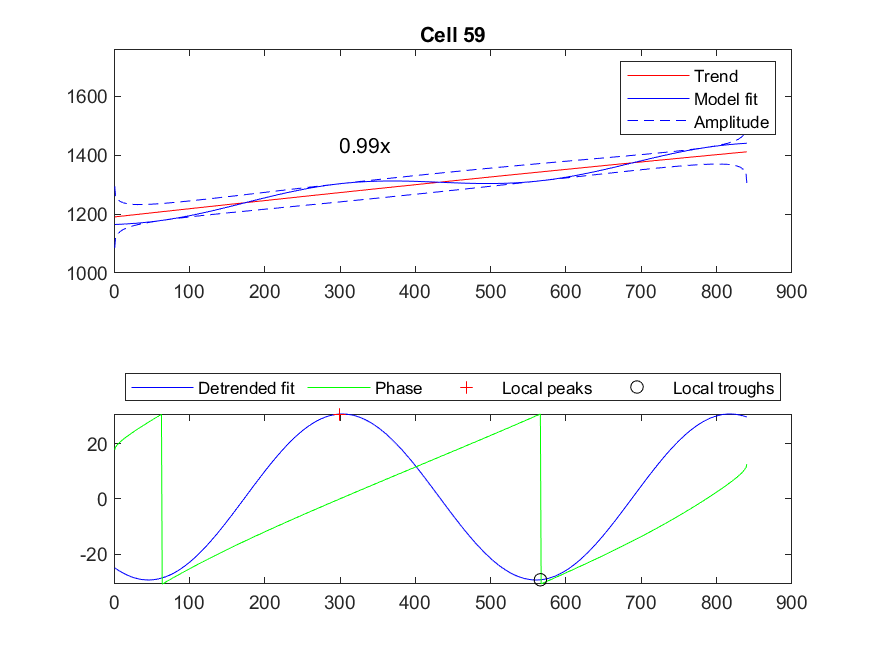 Cell 59
Trend
Model fit
Amplitude
0.99x
1600
1400
1200
1000
0 100 200 300 400 500 600 700 800 900
Detrended fit Phase Local peaks Local troughs
20
0
-20
0 100 200 300 400 500 600 700 800 900